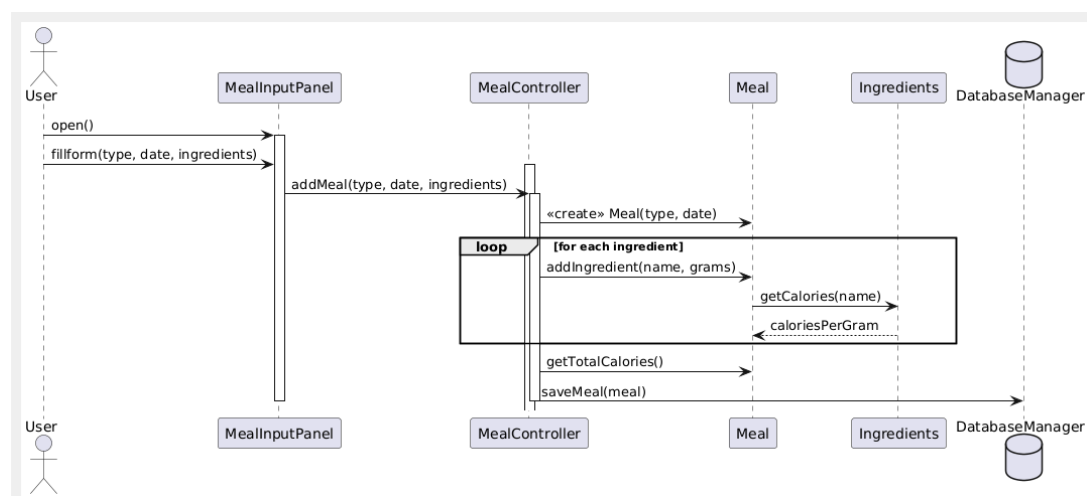 User
MealInputPanel
MealController
Meal
Ingredients
DatabaseManager
open()
fillform(type, date, ingredients)
addMeal(type, date, ingredients)
«create» Meal(type, date)
loop [for each ingredient]
addIngredient(name, grams)
getCalories(name)
caloriesPerGram
getTotalCalories()
saveMeal(meal)
User
MealInputPanel
MealController
Meal
Ingredients
DatabaseManager